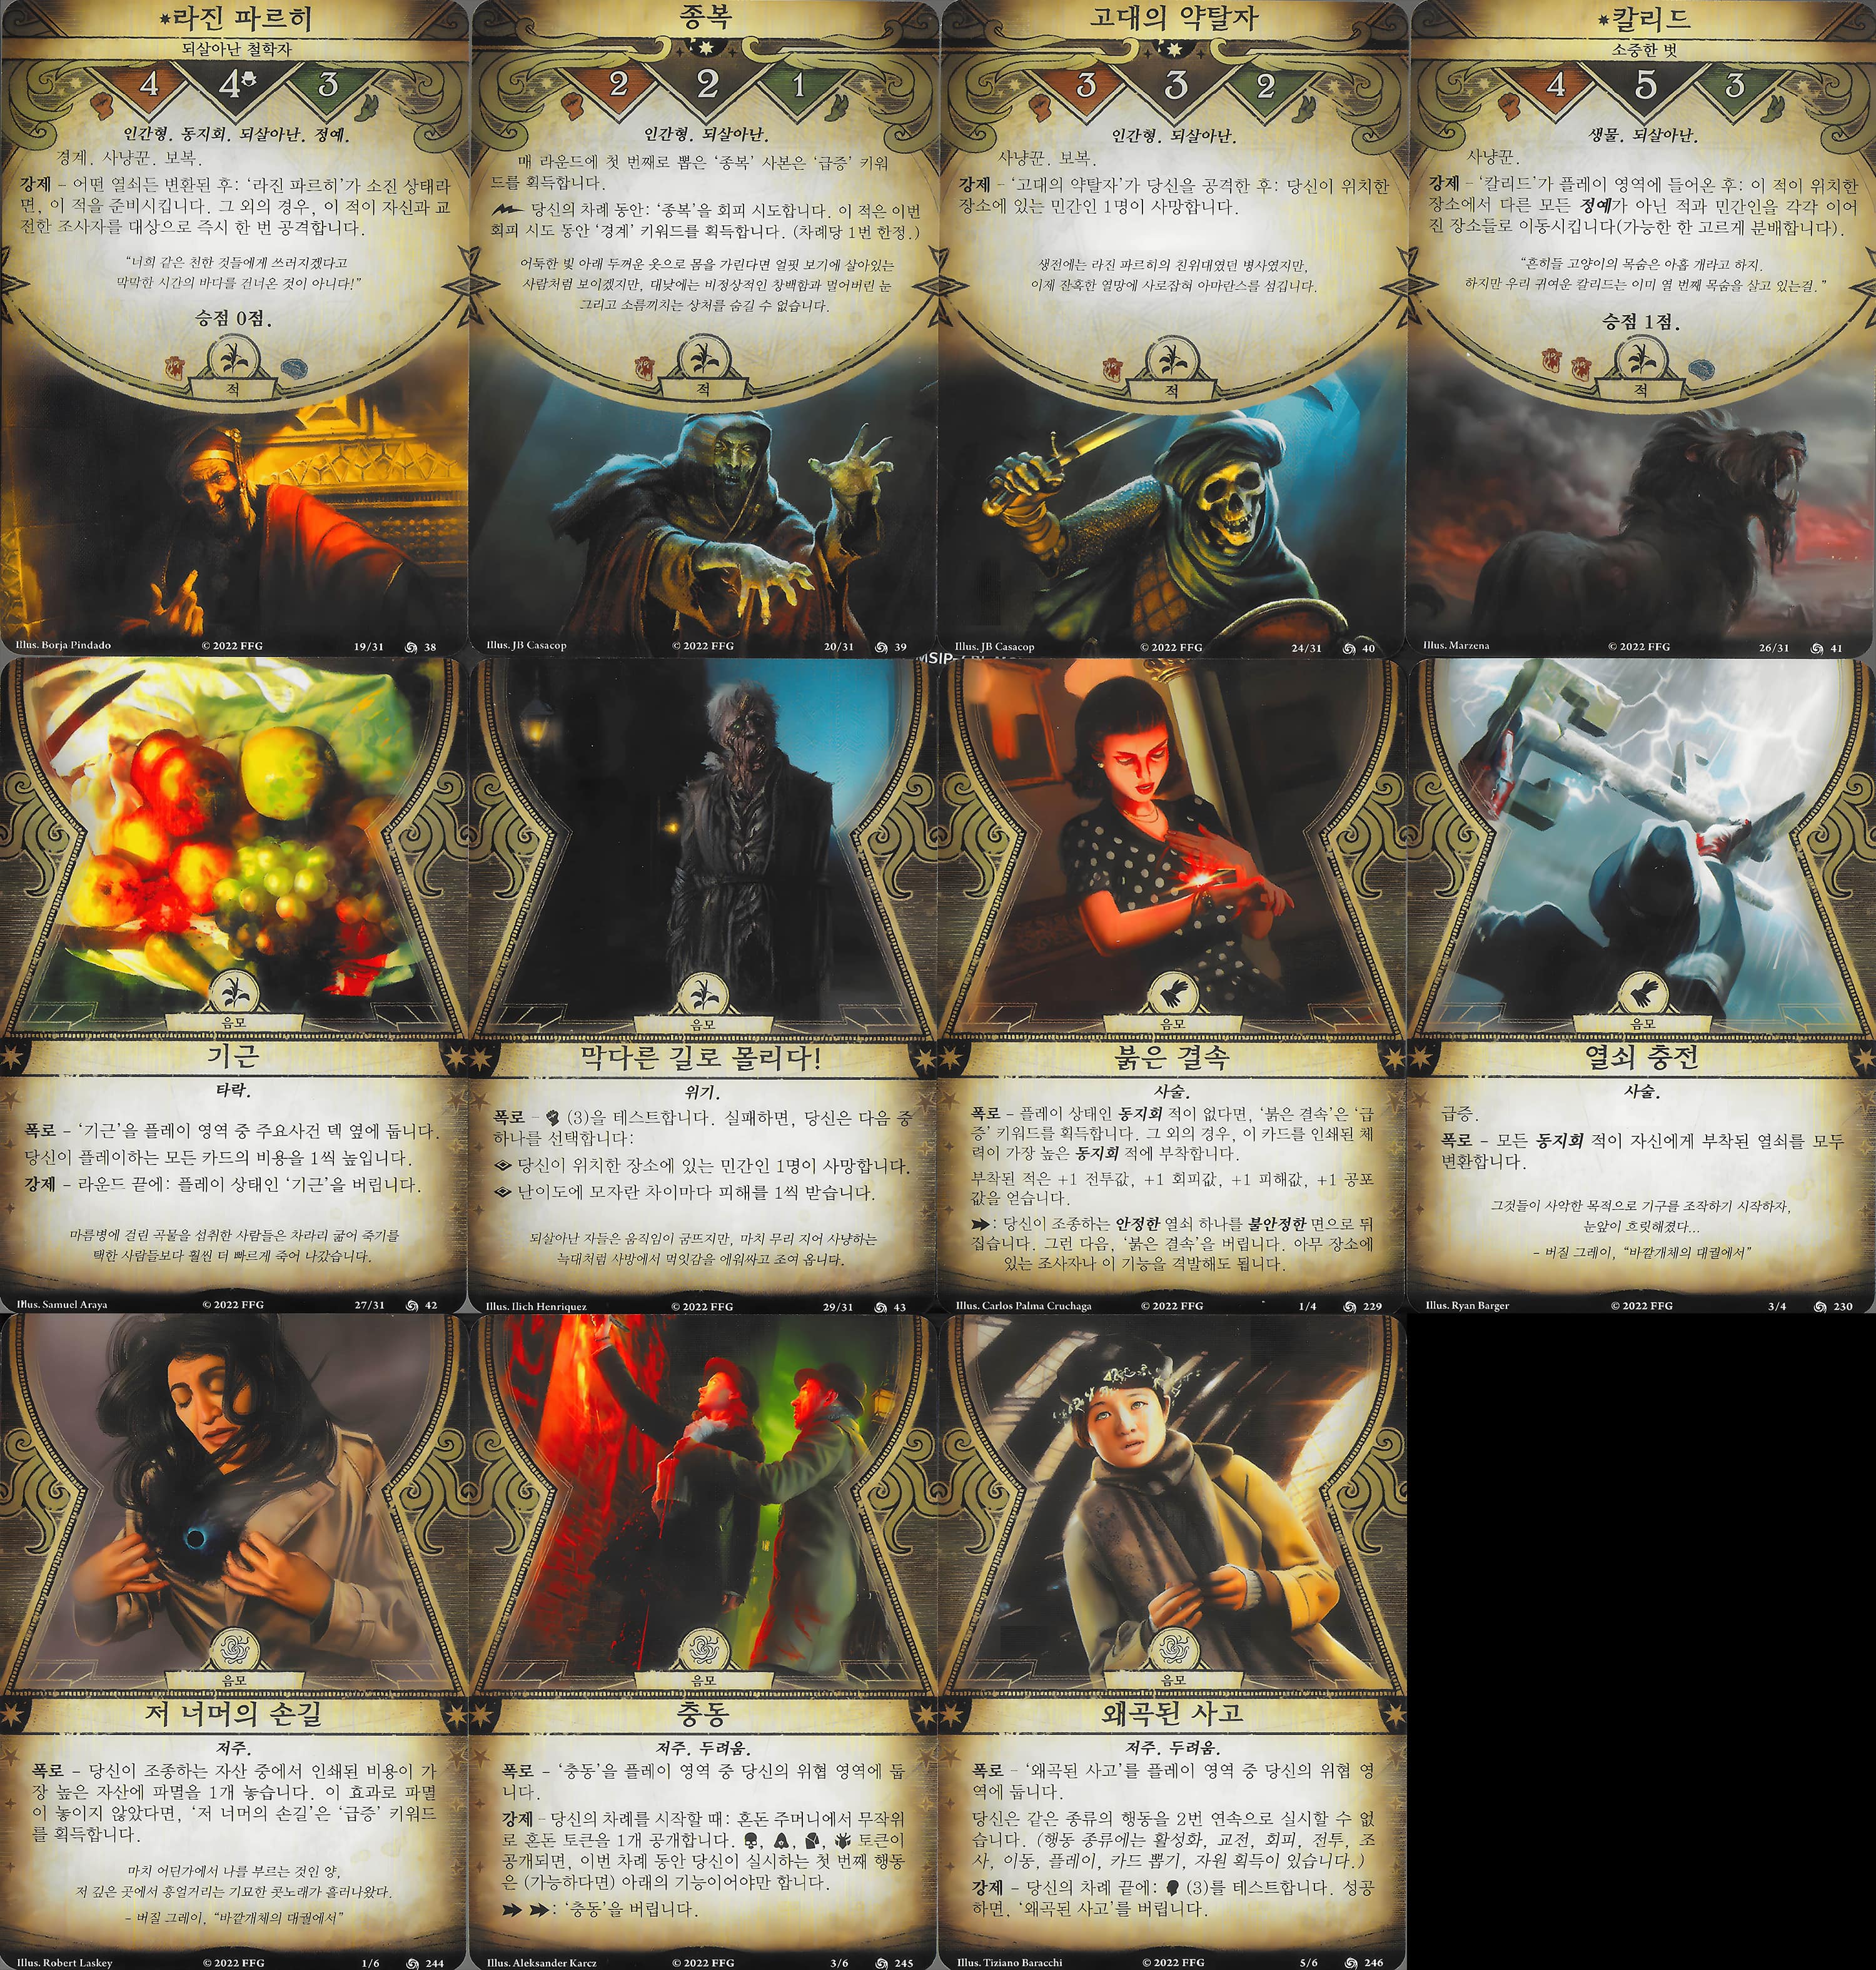 라진 파르히
되살아난 철학자
4 4 3
인간형. 동지회. 되살아난. 정예.
경계. 사냥꾼. 보복.
강제 – 어떤 열쇠든 변환된 후: ‘라진 파르히’가 소진 상태라
면, 이 적을 준비시킵니다. 그 외의 경우, 이 적이 자신과 교
전한 조사자를 대상으로 즉시 한 번 공격합니다.
“너희 같은 천한 것들에게 쓰러지겠다고
막막한 시간의 바다를 건너온 것이 아니다!”
승점 0점.
적
Illus. Borja Pindado © 2022 FFG 19/31 38
종복
2 2 1
인간형. 되살아난.
매 라운드에 첫 번째로 뽑은 ‘종복’ 사본은 ‘급증’ 키워
드를 획득합니다.
당신의 차례 동안: ‘종복’을 회피 시도합니다. 이 적은 이번
회피 시도 동안 ‘경계’ 키워드를 획득합니다. (차례당 1번 한정.)
어둑한 빛 아래 두꺼운 옷으로 몸을 가린다면 얼핏 보기에 살아있는
사람처럼 보이겠지만, 대낮에는 비정상적인 창백함과 멀어버린 눈
그리고 소름끼치는 상처를 숨길 수 없습니다.
적
Illus. JB Casacop © 2022 FFG 20/31 39
고대의 약탈자
3 3 2
인간형. 되살아난.
사냥꾼. 보복.
강제 – ‘고대의 약탈자’가 당신을 공격한 후: 당신이 위치한
장소에 있는 민간인 1명이 사망합니다.
생전에는 라진 파르히의 친위대였던 병사였지만,
이제 잔혹한 열망에 사로잡혀 아마란스를 섬깁니다.
적
Illus. JB Casacop © 2022 FFG 24/31 40
칼리드
소중한 벗
4 5 3
생물. 되살아난.
사냥꾼.
강제 – ‘칼리드’가 플레이 영역에 들어온 후: 이 적이 위치한
장소에서 다른 모든 정예가 아닌 적과 민간인을 각각 이어
진 장소들로 이동시킵니다(가능한 한 고르게 분배합니다).
“흔히들 고양이의 목숨은 아홉 개라고 하지.
하지만 우리 귀여운 칼리드는 이미 열 번째 목숨을 살고 있는걸.”
승점 1점.
적
Illus. Marzena © 2022 FFG 26/31 41
음모
기근
타락.
폭로 – ‘기근’을 플레이 영역 중 주요사건 덱 옆에 둡니다.
당신이 플레이하는 모든 카드의 비용을 1씩 높입니다.
강제 – 라운드 끝에: 플레이 상태인 ‘기근’을 버립니다.
마름병에 걸린 곡물을 섭취한 사람들은 차라리 굶어 죽기를
택한 사람들보다 훨씬 더 빠르게 죽어 나갔습니다.
Illus. Samuel Araya © 2022 FFG 27/31 42
음모
막다른 길로 몰리다!
위기.
폭로 – (3)을 테스트합니다. 실패하면, 당신은 다음 중
하나를 선택합니다:
당신이 위치한 장소에 있는 민간인 1명이 사망합니다.
난이도에 모자란 차이마다 피해를 1씩 받습니다.
되살아난 자들은 움직임이 굼뜨지만, 마치 무리 지어 사냥하는
늑대처럼 사방에서 먹잇감을 에워싸고 조여 옵니다.
Illus. Ilich Henriquez © 2022 FFG 29/31 43
음모
붉은 결속
사술.
폭로 – 플레이 상태인 동지회 적이 없다면, ‘붉은 결속’은 ‘급
증’ 키워드를 획득합니다. 그 외의 경우, 이 카드를 인쇄된 체
력이 가장 높은 동지회 적에 부착합니다.
부착된 적은 +1 전투값, +1 회피값, +1 피해값, +1 공포
값을 얻습니다.
: 당신이 조종하는 안정한 열쇠 하나를 불안정한 면으로 뒤
집습니다. 그런 다음, ‘붉은 결속’을 버립니다. 아무 장소에
있는 조사자나 이 기능을 격발해도 됩니다.
Illus. Carlos Palma Cruchaga © 2022 FFG 1/4 229
음모
열쇠 충전
사술.
급증.
폭로 – 모든 동지회 적이 자신에게 부착된 열쇠를 모두
변환합니다.
그것들이 사악한 목적으로 기구를 조작하기 시작하자,
눈앞이 흐릿해졌다...
– 버질 그레이, “바깥개체의 대궐에서”
Illus. Ryan Barger © 2022 FFG 3/4 230
음모
저 너머의 손길
저주.
폭로 – 당신이 조종하는 자산 중에서 인쇄된 비용이 가
장 높은 자산에 파멸을 1개 놓습니다. 이 효과로 파멸
이 놓이지 않았다면, ‘저 너머의 손길’은 ‘급증’ 키워드
를 획득합니다.
마치 어딘가에서 나를 부르는 것인 양,
저 깊은 곳에서 흥얼거리는 기묘한 콧노래가 흘러나왔다.
– 버질 그레이, “바깥개체의 대궐에서”
Illus. Robert Laskey © 2022 FFG 1/6 244
음모
충동
저주. 두려움.
폭로 – ‘충동’을 플레이 영역 중 당신의 위협 영역에 둡
니다.
강제 – 당신의 차례를 시작할 때: 혼돈 주머니에서 무작위
로 혼돈 토큰을 1개 공개합니다. , , , 토큰이
공개되면, 이번 차례 동안 당신이 실시하는 첫 번째 행동
은 (가능하다면) 아래의 기능이어야만 합니다.
: ‘충동’을 버립니다.
Illus. Aleksander Karcz © 2022 FFG 3/6 245
음모
왜곡된 사고
저주. 두려움.
폭로 – ‘왜곡된 사고’를 플레이 영역 중 당신의 위협 영
역에 둡니다.
당신은 같은 종류의 행동을 2번 연속으로 실시할 수 없
습니다. (행동 종류에는 활성화, 교전, 회피, 전투, 조
사, 이동, 플레이, 카드 뽑기, 자원 획득이 있습니다.)
강제 – 당신의 차례 끝에: (3)를 테스트합니다. 성공
하면, ‘왜곡된 사고’를 버립니다.
Illus. Tiziano Baracchi © 2022 FFG 5/6 246